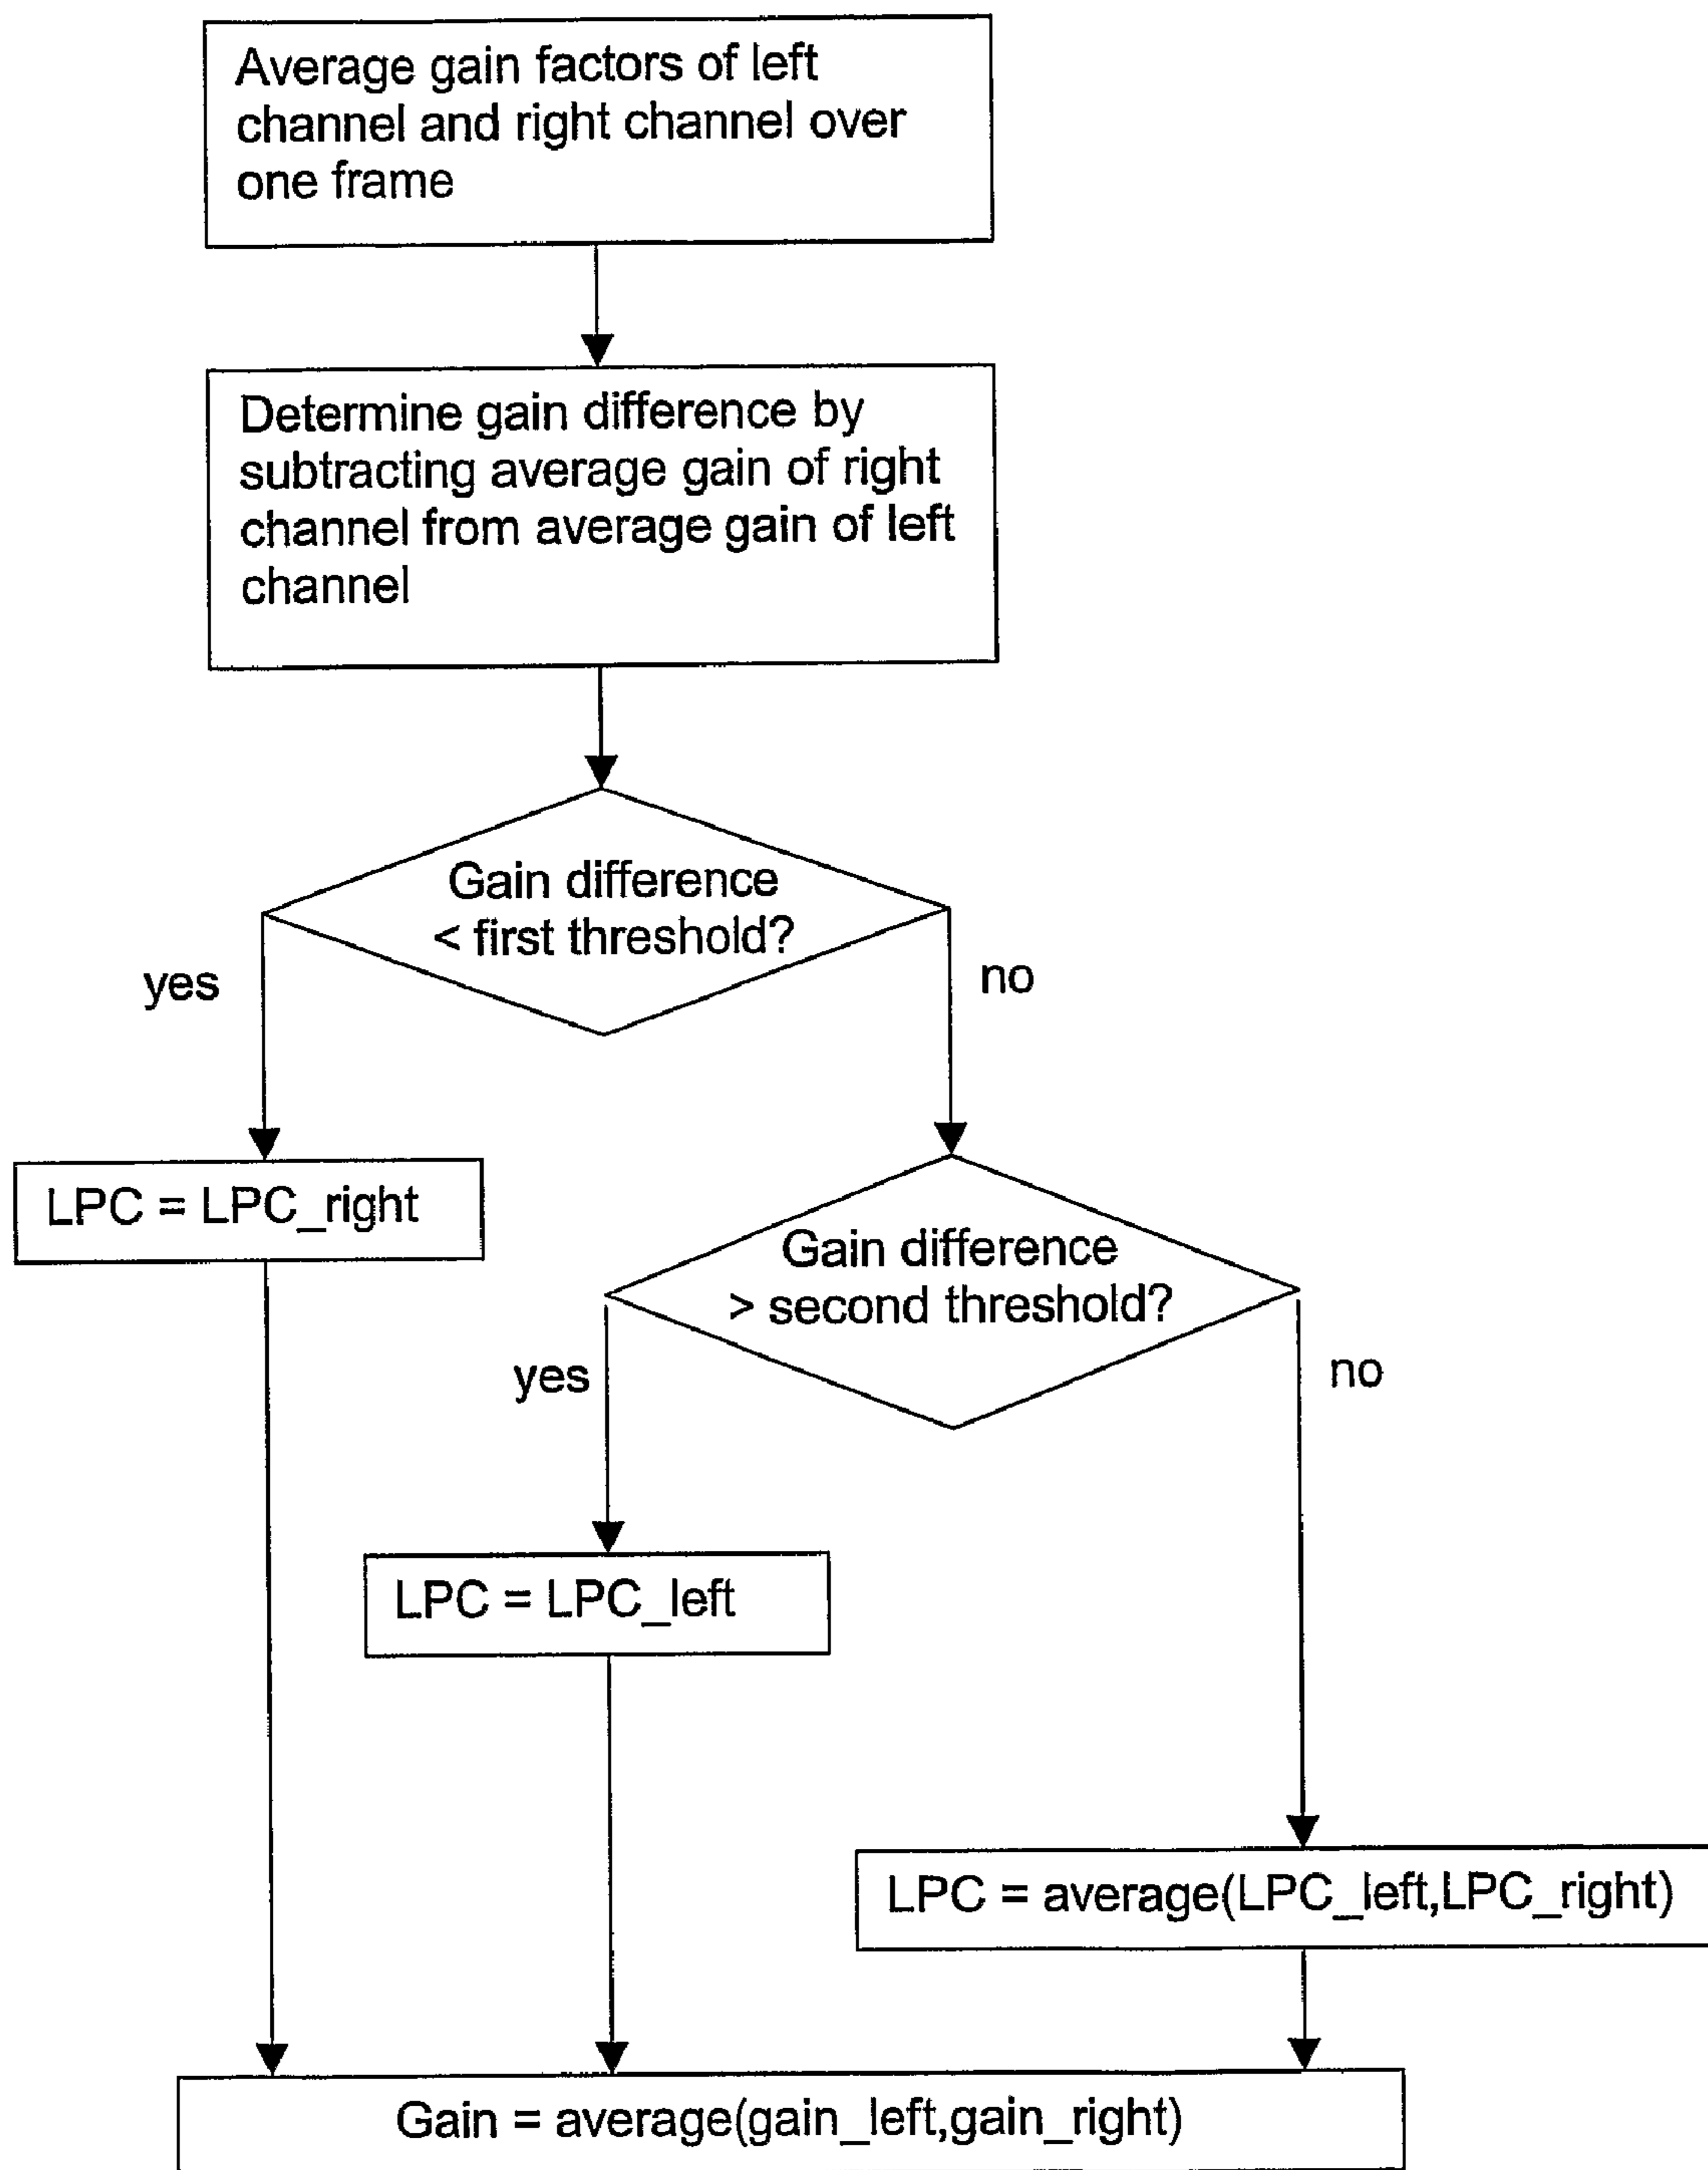 Average gain factors of left
channel and right channel over
one frame
Determine gain difference by
subtracting average gain of right
channel from average gain of left
channel
Gain difference
< first threshold?
yes
no
LPC = LPC_right
Gain difference
> second threshold?
yes
no
LPC = LPC_left
LPC = average(LPC_left,LPC_right)
Gain = average(gain_left,gain_right)